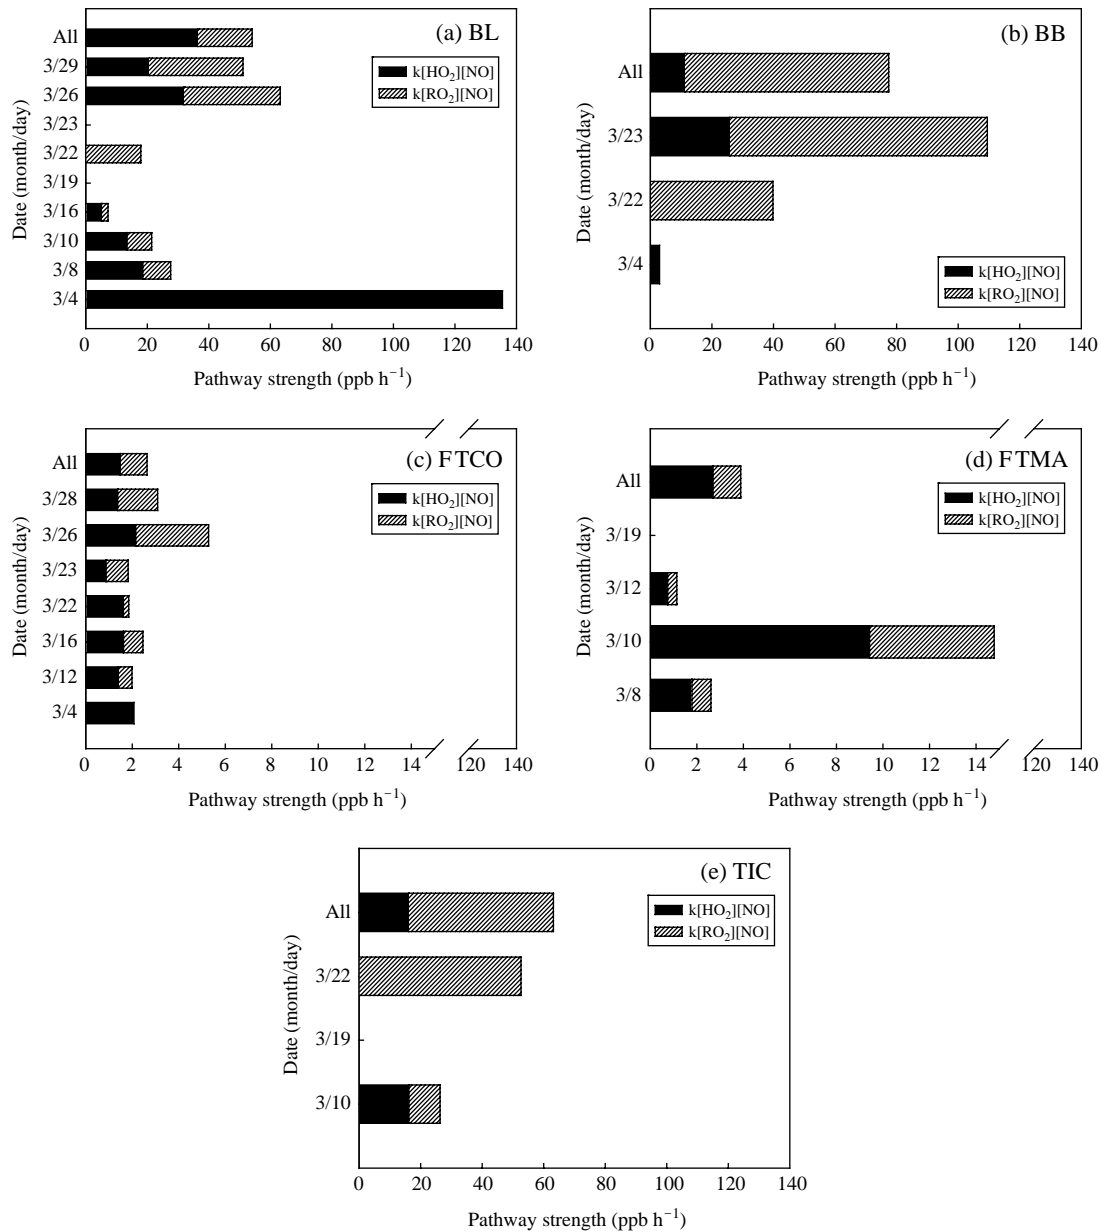 (a) BL
k[HO₂][NO]
k[RO₂][NO]
Date (month/day)
All
3/29
3/26
3/23
3/22
3/19
3/16
3/10
3/8
3/4
0 20 40 60 80 100 120 140
Pathway strength (ppb h⁻¹)
(b) BB
Date (month/day)
All
3/23
3/22
3/4
k[HO₂][NO]
k[RO₂][NO]
0 20 40 60 80 100 120 140
Pathway strength (ppb h⁻¹)
(c) FTCO
k[HO₂][NO]
k[RO₂][NO]
Date (month/day)
All
3/28
3/26
3/23
3/22
3/16
3/12
3/4
0 2 4 6 8 10 12 14 120 140
Pathway strength (ppb h⁻¹)
(d) FTMA
k[HO₂][NO]
k[RO₂][NO]
Date (month/day)
All
3/19
3/12
3/10
3/8
0 2 4 6 8 10 12 14 120 140
Pathway strength (ppb h⁻¹)
(e) TIC
k[HO₂][NO]
k[RO₂][NO]
Date (month/day)
All
3/22
3/19
3/10
0 20 40 60 80 100 120 140
Pathway strength (ppb h⁻¹)